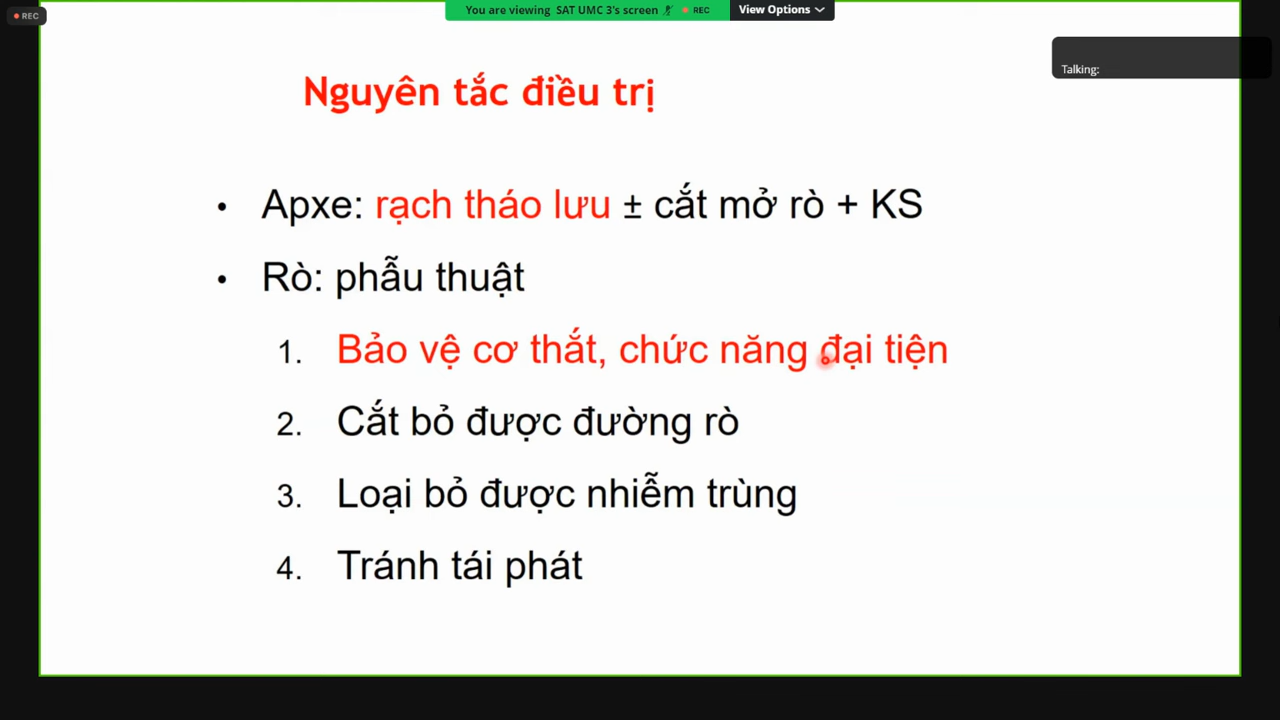 REC
You are viewing SAT UMC 3's screen REC View Options
Talking:
Nguyên tắc điều trị
• Apxe: rạch tháo lưu ± cắt mở rò + KS
• Rò: phẫu thuật
1. Bảo vệ cơ thắt, chức năng đại tiện
2. Cắt bỏ được đường rò
3. Loại bỏ được nhiễm trùng
4. Tránh tái phát